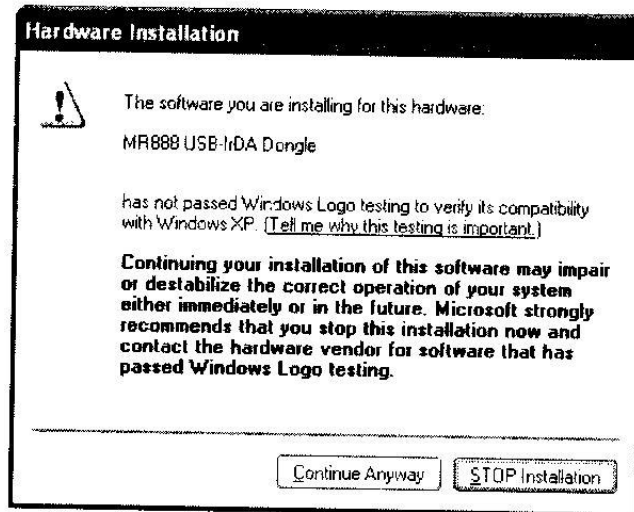 Hardware Installation
The software you are installing for this hardware:
MR888 USB-IrDA Dongle
has not passed Windows Logo testing to verify its compatibility
with Windows XP. (Tell me why this testing is important.)
Continuing your installation of this software may impair
or destabilize the correct operation of your system
either immediately or in the future. Microsoft strongly
recommends that you stop this installation now and
contact the hardware vendor for software that has
passed Windows Logo testing.
Continue Anyway
STOP Installation